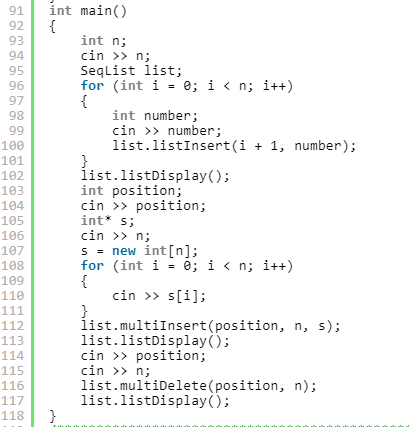 91 int main()
92 {
93 int n;
94 cin >> n;
95 SeqList list;
96 for (int i = 0; i < n; i++)
97 {
98 int number;
99 cin >> number;
100 list.listInsert(i + 1, number);
101 }
102 list.listDisplay();
103 int position;
104 cin >> position;
105 int* s;
106 cin >> n;
107 s = new int[n];
108 for (int i = 0; i < n; i++)
109 {
110 cin >> s[i];
111 }
112 list.multiInsert(position, n, s);
113 list.listDisplay();
114 cin >> position;
115 cin >> n;
116 list.multiDelete(position, n);
117 list.listDisplay();
118 }